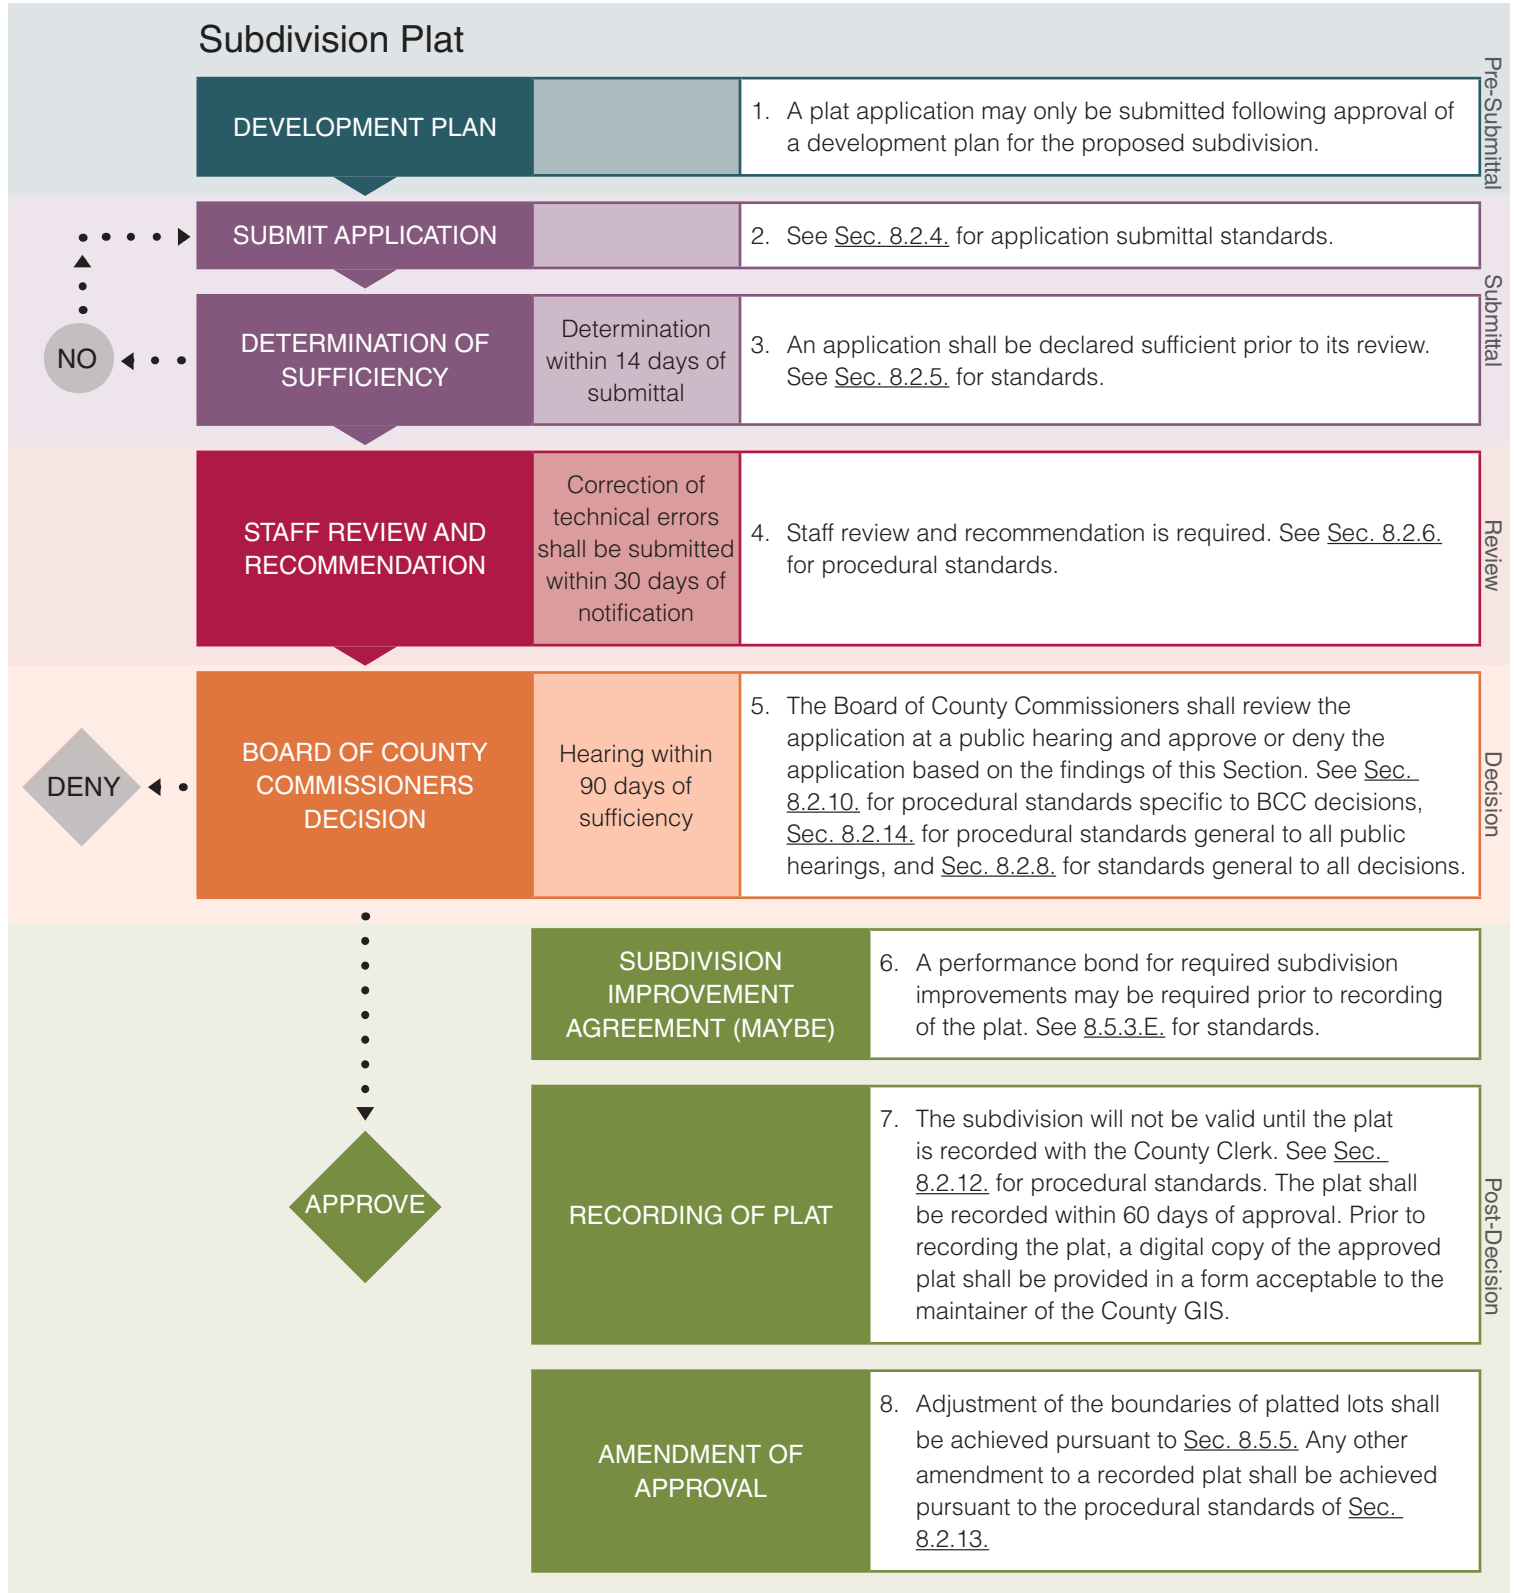 Subdivision Plat
Pre-Submittal
DEVELOPMENT PLAN
1. A plat application may only be submitted following approval of
a development plan for the proposed subdivision.
Submittal
SUBMIT APPLICATION
2. See Sec. 8.2.4. for application submittal standards.
NO
DETERMINATION OF
SUFFICIENCY
Determination
within 14 days of
submittal
3. An application shall be declared sufficient prior to its review.
See Sec. 8.2.5. for standards.
Review
STAFF REVIEW AND
RECOMMENDATION
Correction of
technical errors
shall be submitted
within 30 days of
notification
4. Staff review and recommendation is required. See Sec. 8.2.6.
for procedural standards.
Decision
DENY
BOARD OF COUNTY
COMMISSIONERS
DECISION
Hearing within
90 days of
sufficiency
5. The Board of County Commissioners shall review the
application at a public hearing and approve or deny the
application based on the findings of this Section. See Sec.
8.2.10. for procedural standards specific to BCC decisions,
Sec. 8.2.14. for procedural standards general to all public
hearings, and Sec. 8.2.8. for standards general to all decisions.
Post-Decision
APPROVE
SUBDIVISION
IMPROVEMENT
AGREEMENT (MAYBE)
6. A performance bond for required subdivision
improvements may be required prior to recording
of the plat. See 8.5.3.E. for standards.
RECORDING OF PLAT
7. The subdivision will not be valid until the plat
is recorded with the County Clerk. See Sec.
8.2.12. for procedural standards. The plat shall
be recorded within 60 days of approval. Prior to
recording the plat, a digital copy of the approved
plat shall be provided in a form acceptable to the
maintainer of the County GIS.
AMENDMENT OF
APPROVAL
8. Adjustment of the boundaries of platted lots shall
be achieved pursuant to Sec. 8.5.5. Any other
amendment to a recorded plat shall be achieved
pursuant to the procedural standards of Sec.
8.2.13.